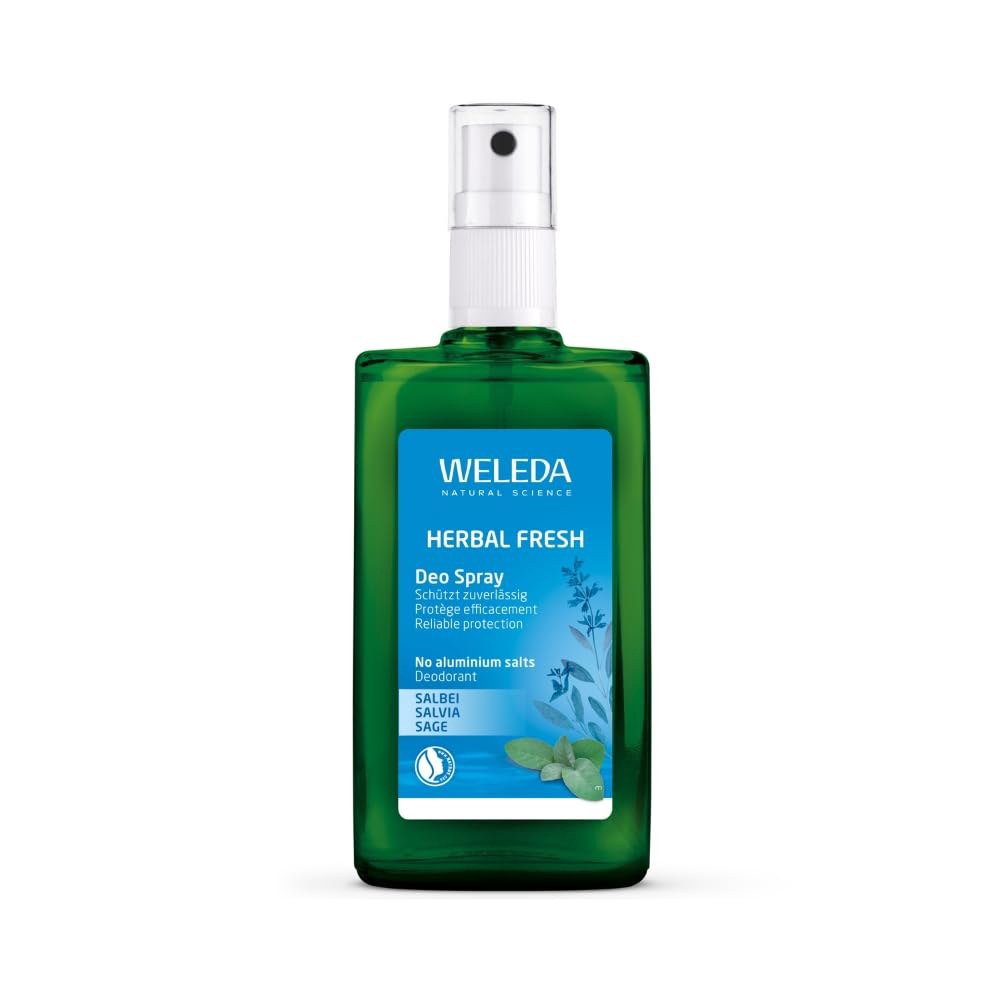 WELEDA
NATURAL SCIENCE
HERBAL FRESH
Deo Spray
Schützt zuverlässig
Protège efficacement
Reliable protection
No aluminium salts
Deodorant
SALBEI
SALVIA
SAGE